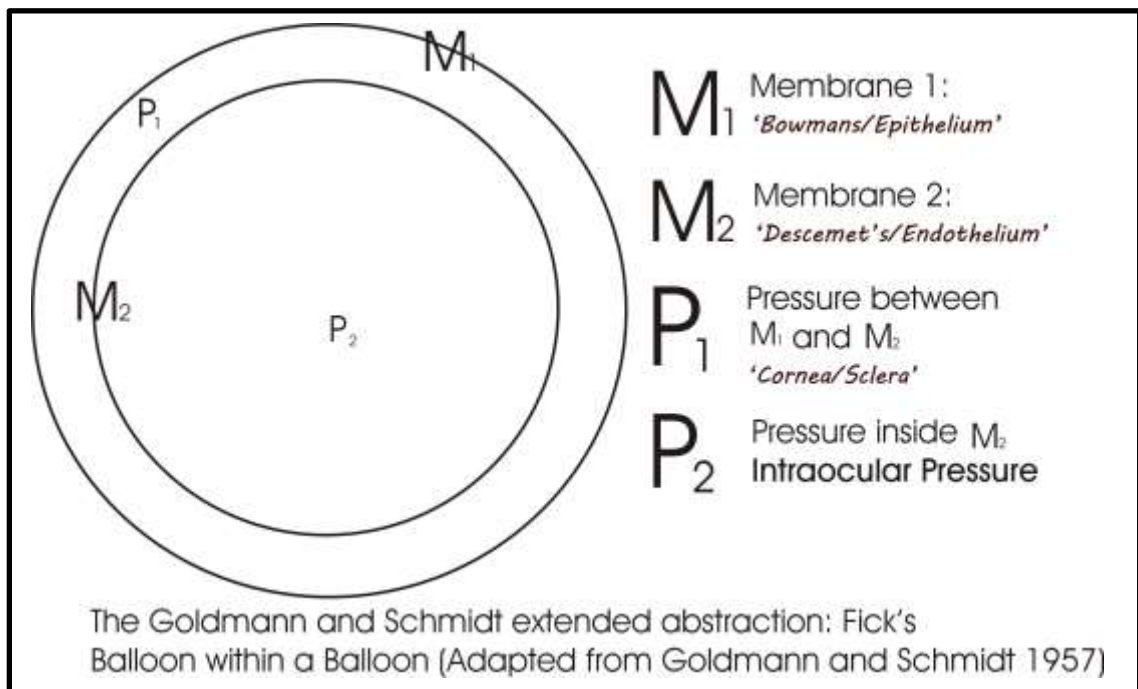 M1
P1
M2
P2
M1 Membrane 1:
'Bowmans/Epithelium'
M2 Membrane 2:
'Descemet's/Endothelium'
P1 Pressure between
M1 and M2
'Cornea/Sclera'
P2 Pressure inside M2
Intraocular Pressure
The Goldmann and Schmidt extended abstraction: Fick's
Balloon within a Balloon (Adapted from Goldmann and Schmidt 1957)